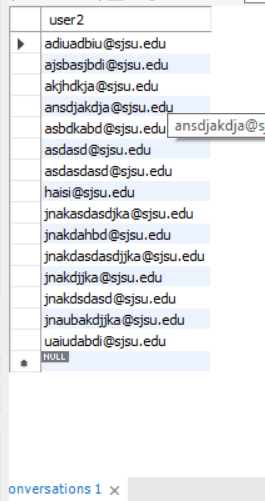 user2
adiuadbiu@sjsu.edu
ajsbasjbdi@sjsu.edu
akjhdkja@sjsu.edu
ansdjakdja@sjsu.edu
asbdkabd@sjsu.edu
ansdjakdja@sj
asdasd@sjsu.edu
asdasdasd@sjsu.edu
haisi@sjsu.edu
jnakasdasdjka@sjsu.edu
jnakdahbd@sjsu.edu
jnakdasdasdjjka@sjsu.edu
jnakdjjka@sjsu.edu
jnakdsdasd@sjsu.edu
jnaubakdjjka@sjsu.edu
uaiudabdi@sjsu.edu
NULL
onversations 1